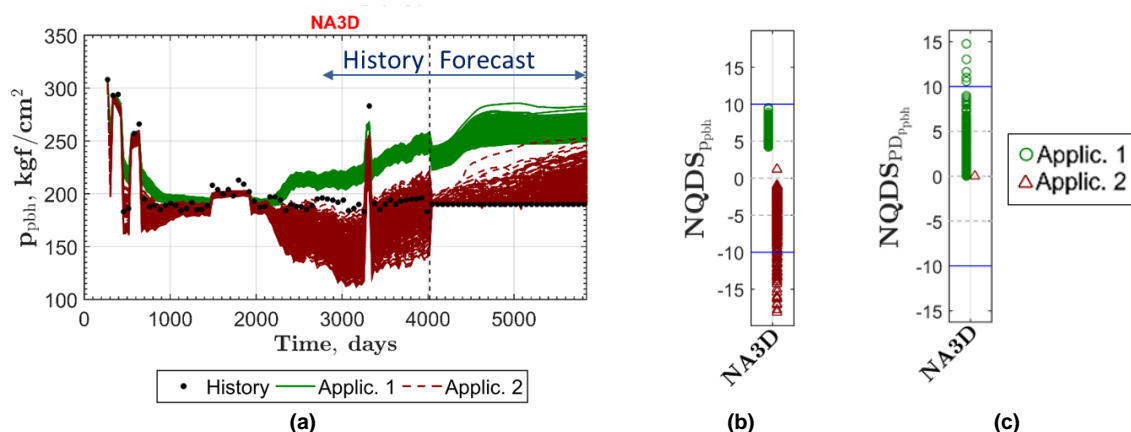 NA3D
350
300
250
200
150
100
p_pbh, kgf/cm²
History Forecast
0 1000 2000 3000 4000 5000
Time, days
History Applic. 1 Applic. 2
(a)
15
10
5
0
-5
-10
-15
NQDS_p_pbh
NA3D
(b)
15
10
5
0
-5
-10
-15
NQDS_PD_p_pbh
NA3D
(c)
Applic. 1
Applic. 2